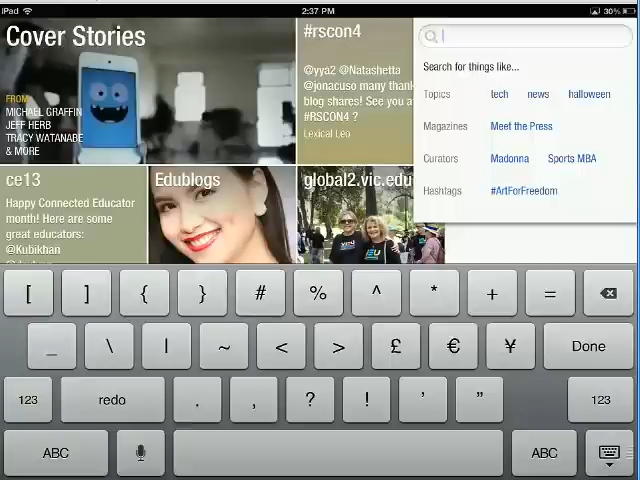 iPad
2:37 PM
30%
Cover Stories
FROM
MICHAEL GRAFFIN
JEFF HERB
TRACY WATANABE
& MORE
#rscon4
@yya2 @Natashetta
@jonacuso many thank
blog shares! See you a
#RSCON4 ?
Lexical Leo
Search for things like...
Topics tech news halloween
Magazines Meet the Press
Curators Madonna Sports MBA
Hashtags #ArtForFreedom
ce13
Happy Connected Educator
month! Here are some
great educators:
@Kubikhan
Edublogs
global2.vic.edu
[ ] { } # % ^ * + =
_ \ | ~ < > £ € ¥ Done
123 redo . , ? ! ' " 123
ABC ABC